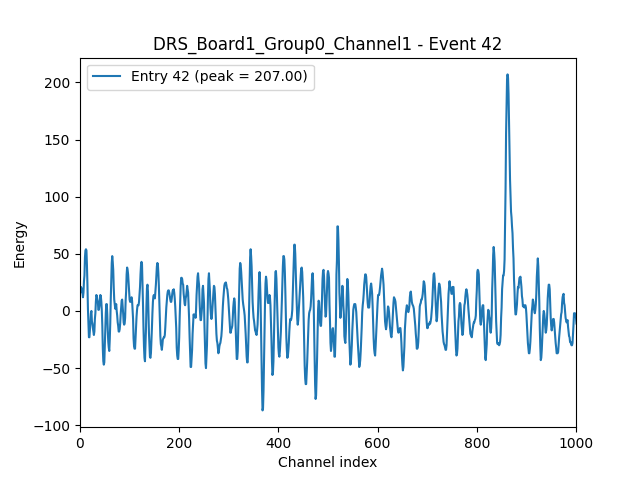 DRS_Board1_Group0_Channel1 - Event 42
Entry 42 (peak = 207.00)
Energy
200
150
100
50
0
−50
−100
0 200 400 600 800 1000
Channel index